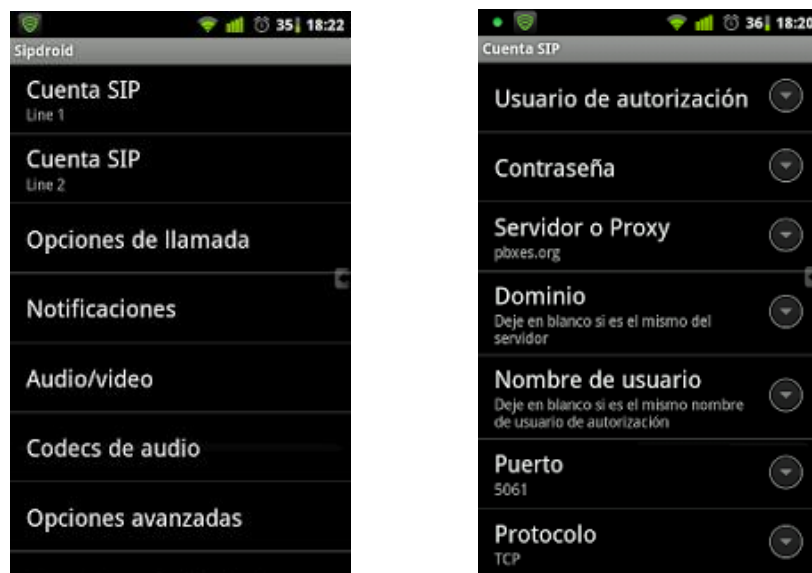 35 18:22
Sipdroid
Cuenta SIP
Line 1
Cuenta SIP
Line 2
Opciones de llamada
Notificaciones
Audio/video
Codecs de audio
Opciones avanzadas
36 18:20
Cuenta SIP
Usuario de autorización
Contraseña
Servidor o Proxy
pbxes.org
Dominio
Deje en blanco si es el mismo del
servidor
Nombre de usuario
Deje en blanco si es el mismo nombre
de usuario de autorización
Puerto
5061
Protocolo
TCP